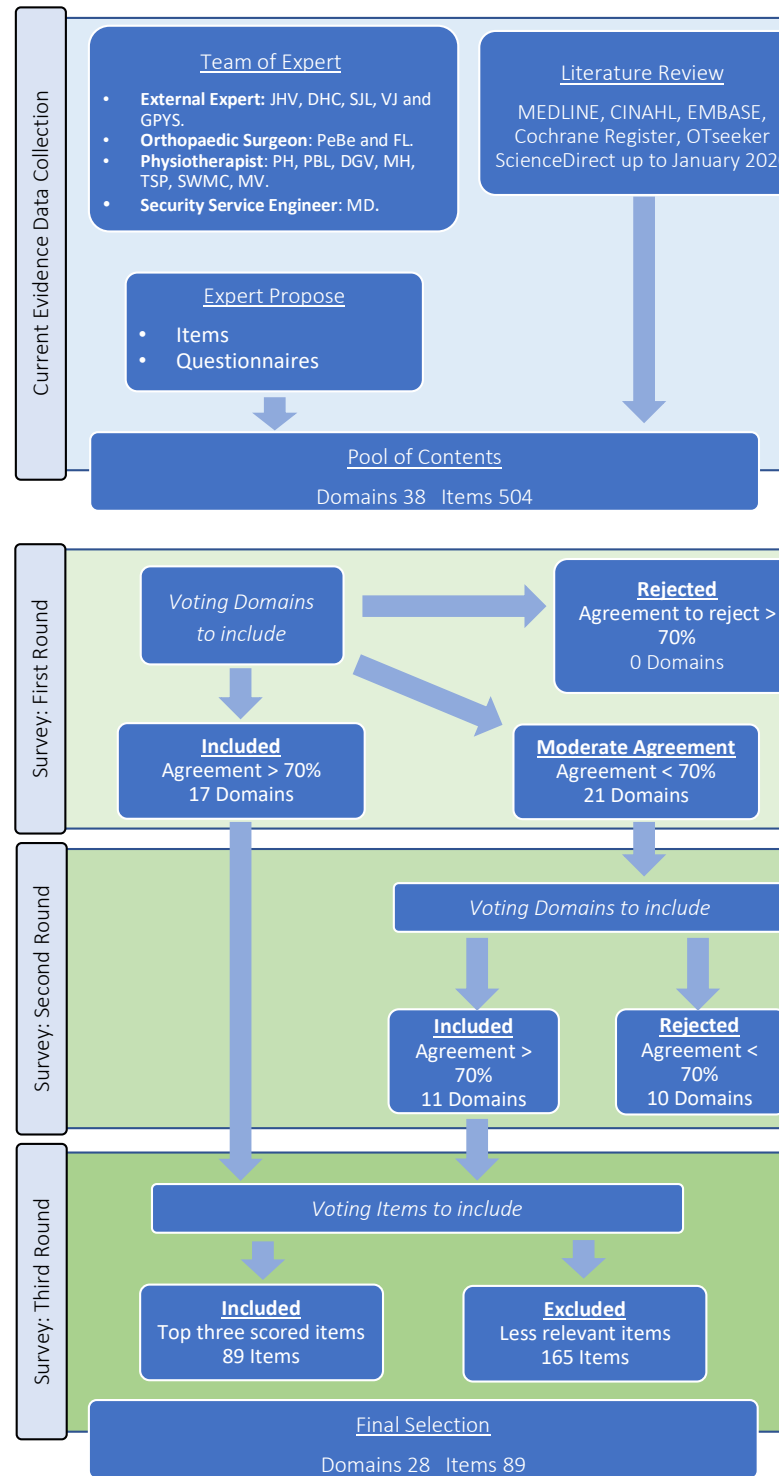 Current Evidence Data Collection
Team of Expert
• External Expert: JHV, DHC, SJL, VJ and
GPYS.
• Orthopaedic Surgeon: PeBe and FL.
• Physiotherapist: PH, PBL, DGV, MH,
TSP, SWMC, MV.
• Security Service Engineer: MD.
Literature Review
MEDLINE, CINAHL, EMBASE,
Cochrane Register, OTseeker
ScienceDirect up to January
Expert Propose
• Items
• Questionnaires
Pool of Contents
Domains 38 Items 504
Survey: First Round
Voting Domains
to include
Rejected
Agreement to reject >
70%
0 Domains
Included
Agreement > 70%
17 Domains
Moderate Agreement
Agreement < 70%
21 Domains
Survey: Second Round
Voting Domains to include
Included
Agreement >
70%
11 Domains
Rejected
Agreement <
70%
10 Domains
Survey: Third Round
Voting Items to include
Included
Top three scored items
89 Items
Excluded
Less relevant items
165 Items
Final Selection
Domains 28 Items 89